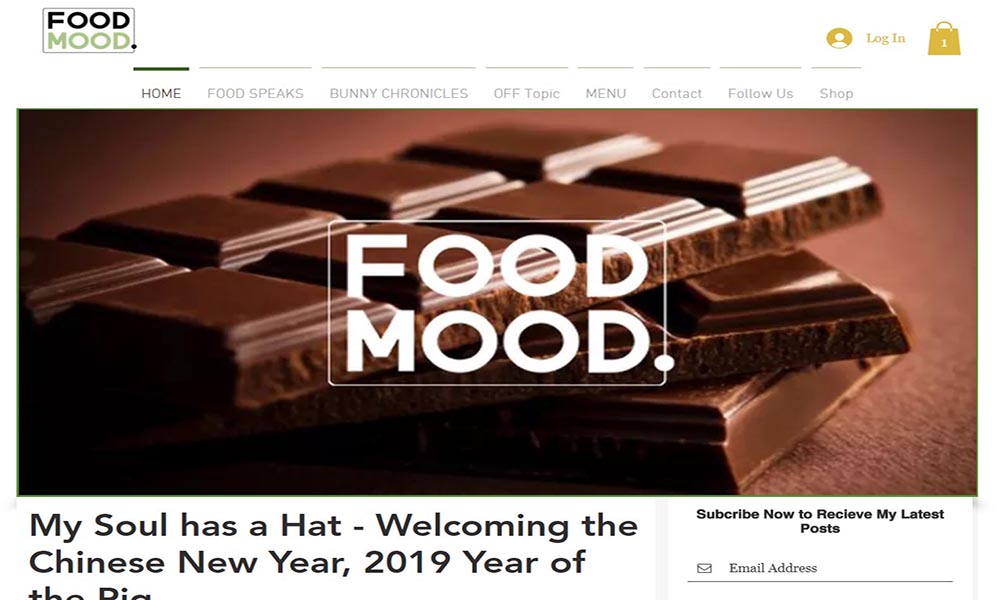 FOOD
MOOD.
Log In
1
HOME FOOD SPEAKS BUNNY CHRONICLES OFF Topic MENU Contact Follow Us Shop
FOOD
MOOD.
My Soul has a Hat - Welcoming the
Chinese New Year, 2019 Year of
the Pig
Subcribe Now to Recieve My Latest
Posts
Email Address